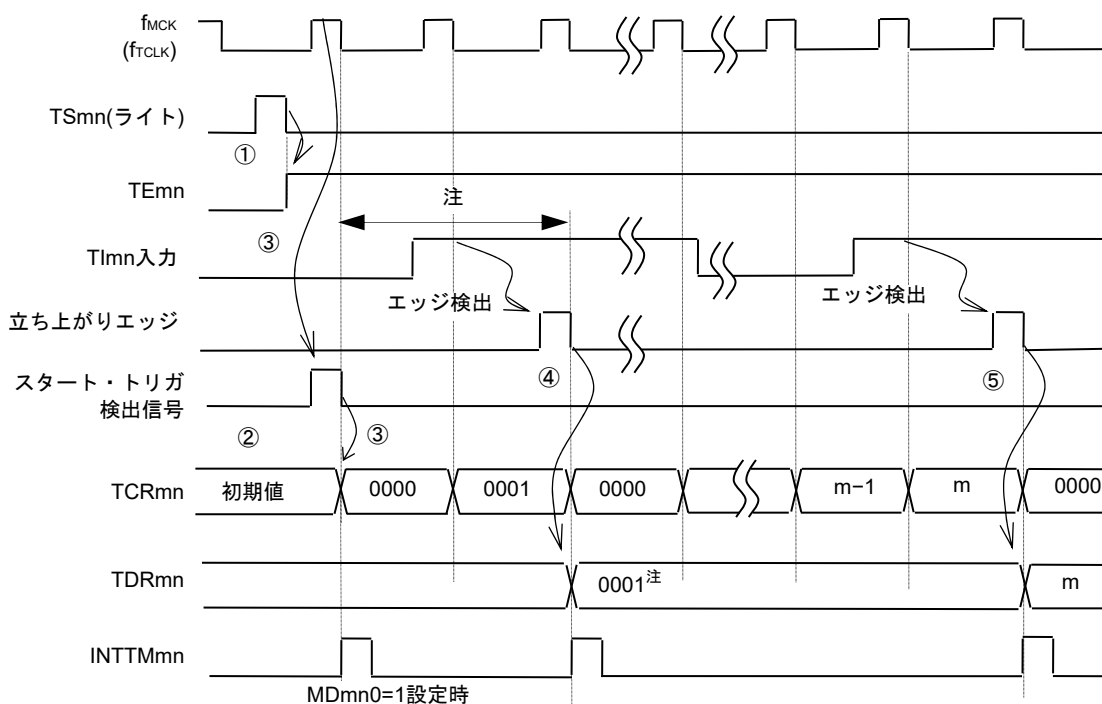 fMCK
(fTCLK)
TSmn(ライト)
①
TEmn
注
③
TImn入力
エッジ検出
エッジ検出
立ち上がりエッジ
④
⑤
スタート・トリガ
検出信号
②
③
TCRmn
初期値
0000
0001
0000
m−1
m
0000
TDRmn
0001注
m
INTTMmn
MDmn0=1設定時